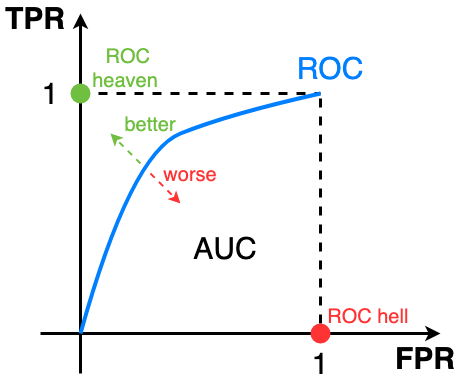 TPR
ROC
heaven
ROC
1
better
worse
AUC
ROC hell
1
FPR